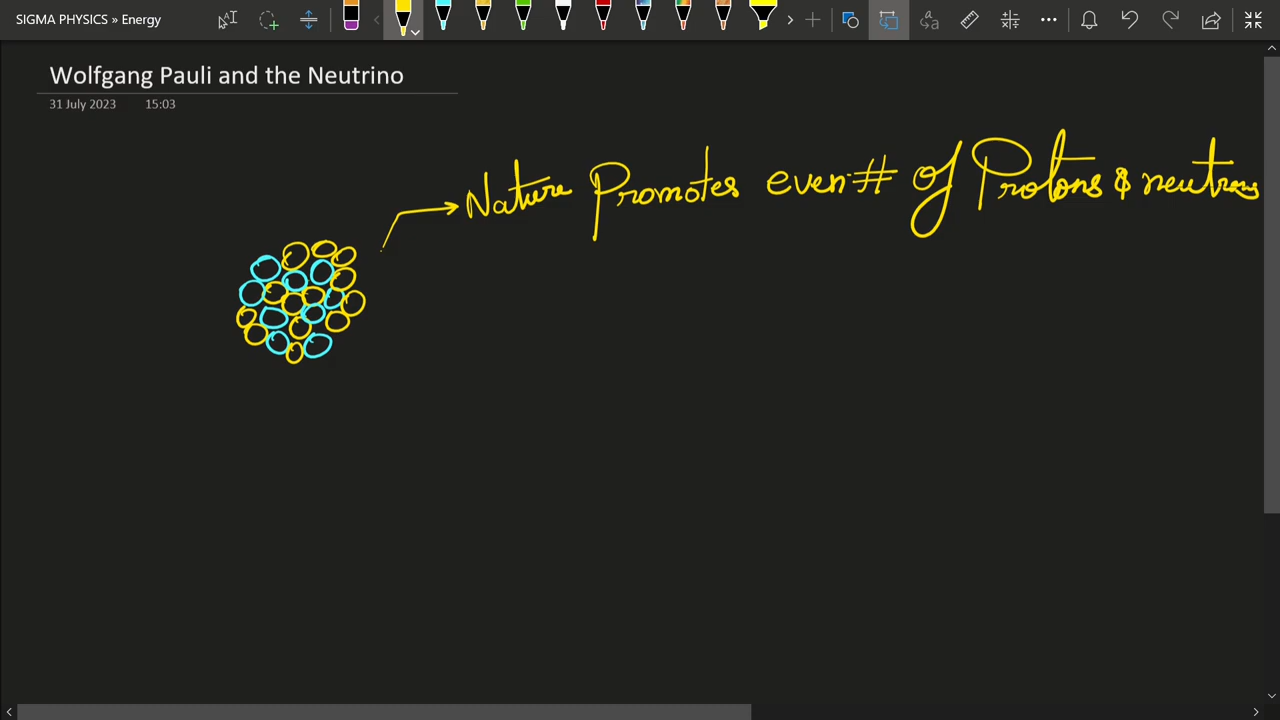 SIGMA PHYSICS » Energy
Wolfgang Pauli and the Neutrino
31 July 2023 15:03
Nature Promotes even # of Protons & neutrons